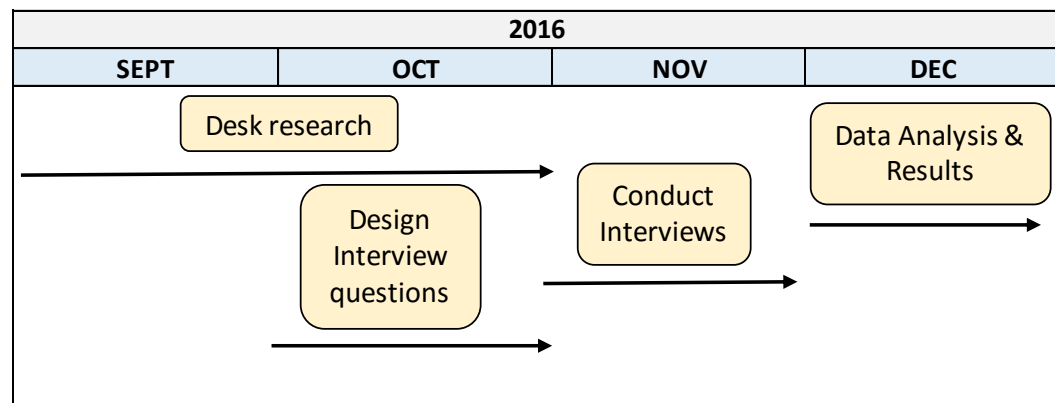 2016
SEPT OCT NOV DEC
Desk research
Data Analysis &
Results
Conduct
Interviews
Design
Interview
questions